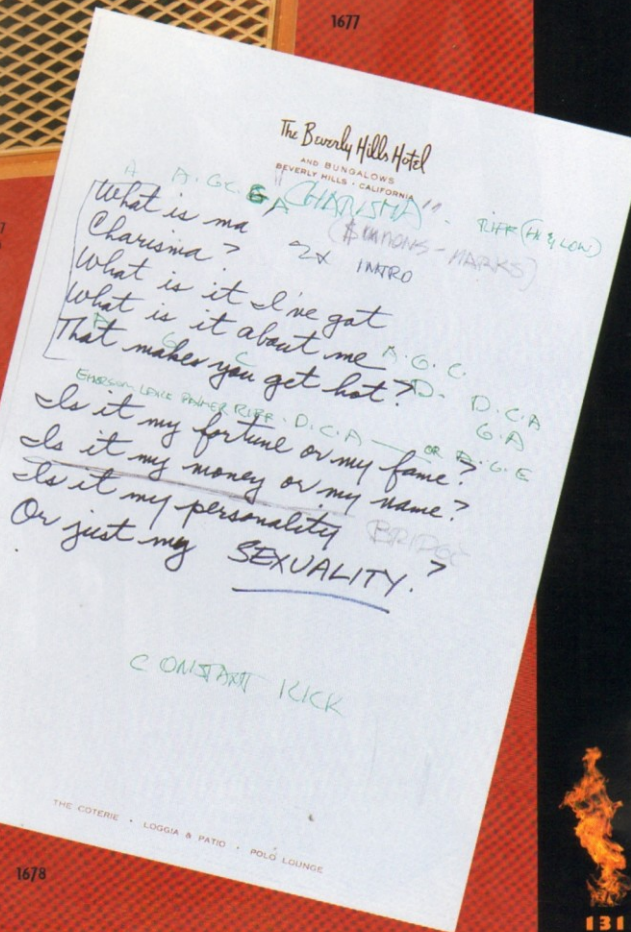 1677
The Beverly Hills Hotel
AND BUNGALOWS
BEVERLY HILLS • CALIFORNIA
A A. G.C. G A "CHARISMA" - RIFF (HI & LOW)
(SIMMONS - MARKS)
What is ma
Charisma? 2x INTRO
What is it I've got
What is it about me A. G. C.
G C D. D. C. A
That makes you get hot? G. A
EMERSON LAKE PALMER RIFF. D. C. A — OR A. G. E
Is it my fortune or my fame?
Is it my money or my name?
Is it my personality BRIDGE
Or just my SEXUALITY?
CONSTANT KICK
THE COTERIE • LOGGIA & PATIO • POLO LOUNGE
1678
131